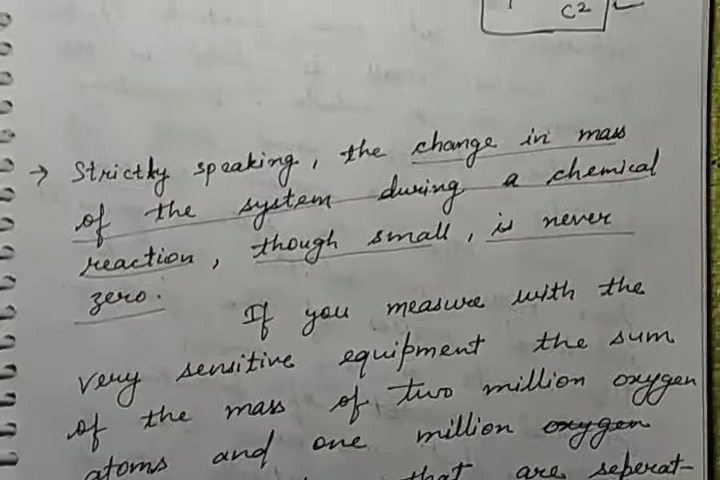 c²
→ Strictly speaking, the change in mass
of the system during a chemical
reaction, though small, is never
zero.
If you measure with the
very sensitive equipment the sum
of the mass of two million oxygen
atoms and one million oxygen
that are seperat-